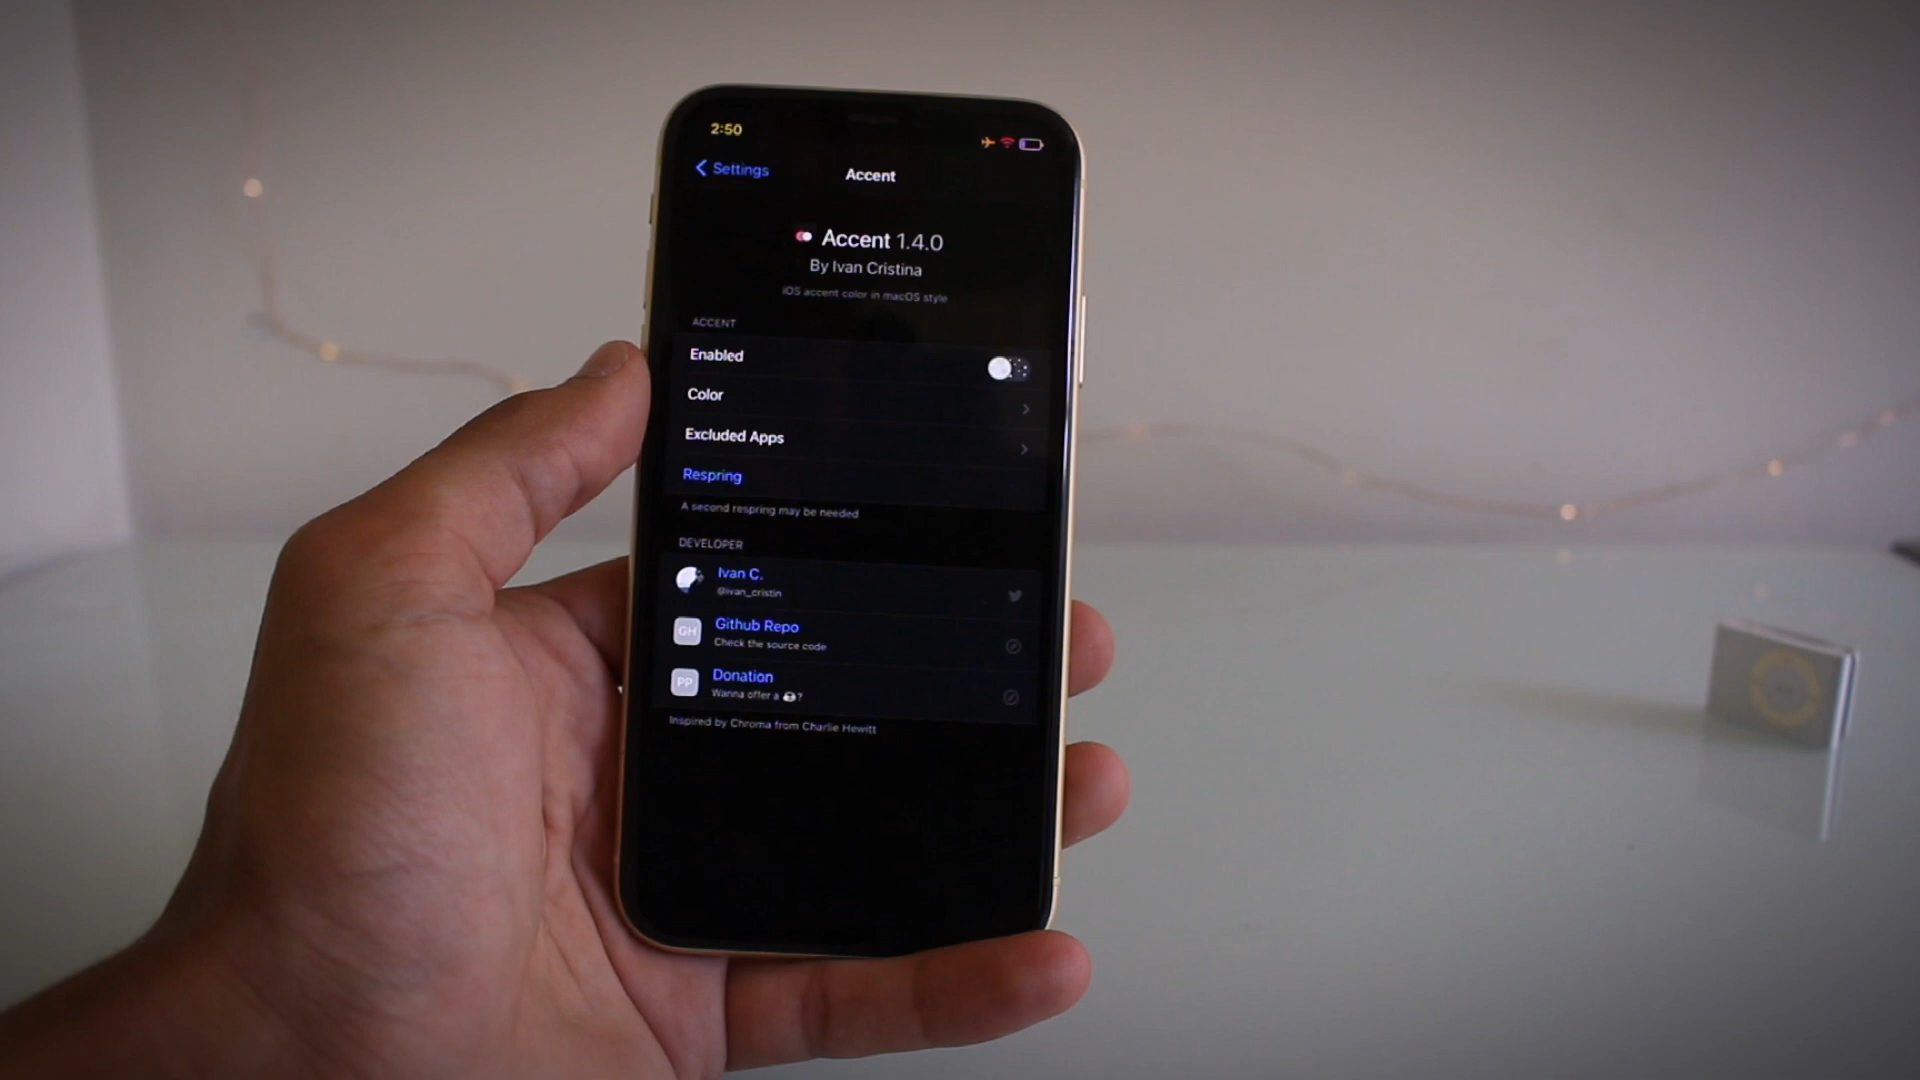 2:50
Settings
Accent
Accent 1.4.0
By Ivan Cristina
iOS accent color in macOS style
ACCENT
Enabled
Color
Excluded Apps
Respring
A second respring may be needed
DEVELOPER
Ivan C.
@ivan_cristin
GH
Github Repo
Check the source code
PP
Donation
Wanna offer a ?
Inspired by Chroma from Charlie Hewitt